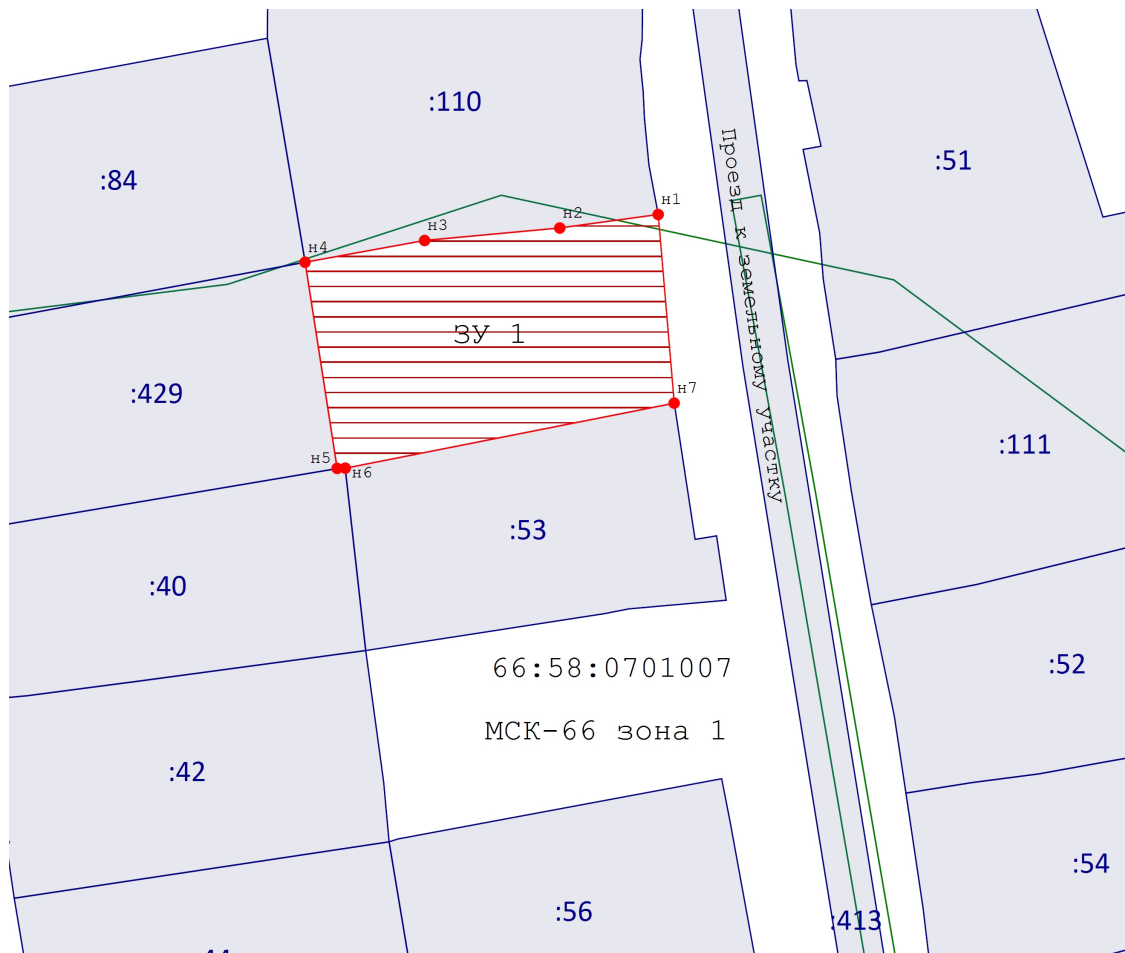 :110
:84
:51
Проезд к земельному участку
н1
н2
н3
н4
ЗУ 1
:429
н7
:111
н5
н6
:53
:40
66:58:0701007
:52
МСК-66 зона 1
:42
:54
:56
:413